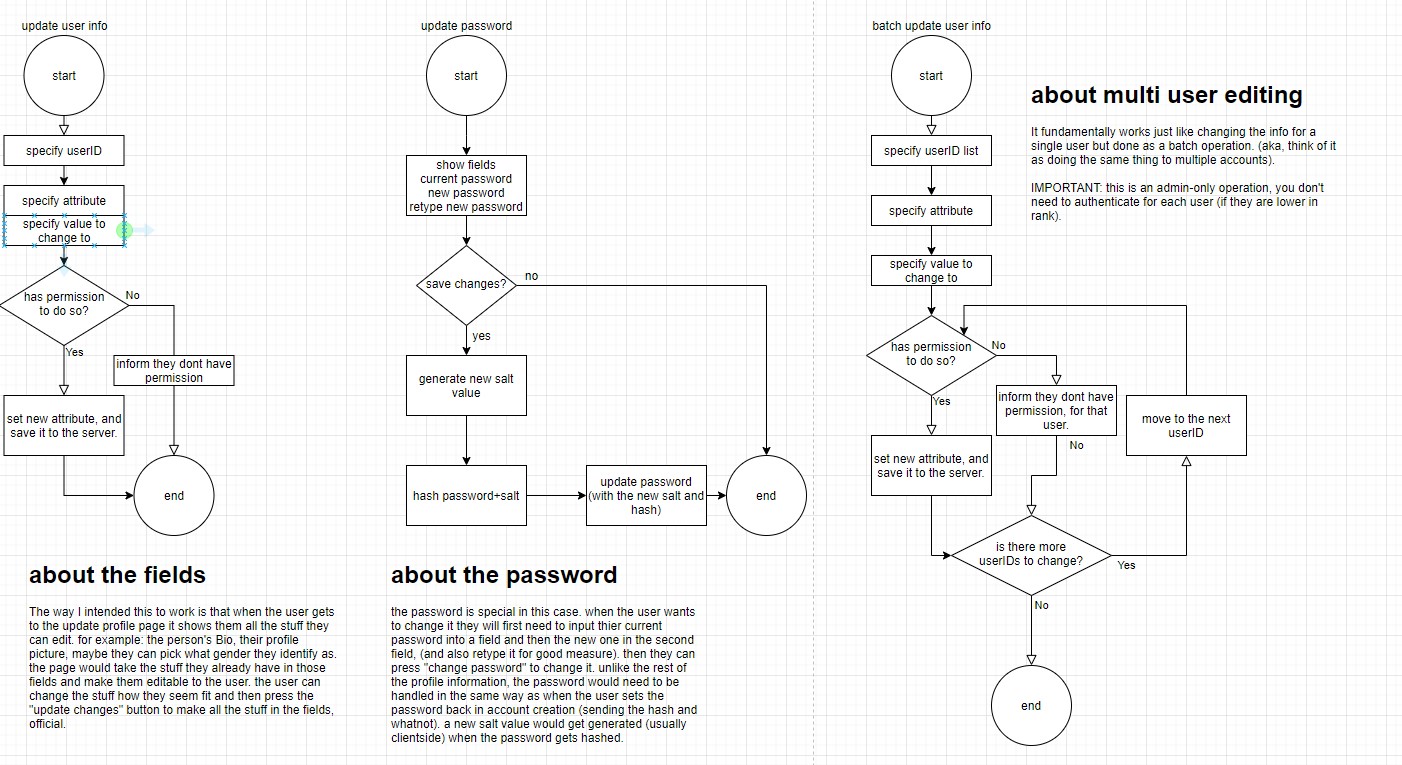 update user info
start
specify userID
specify attribute
specify value to
change to
has permission
to do so?
No
Yes
inform they dont have
permission
set new attribute, and
save it to the server.
end
about the fields
The way I intended this to work is that when the user gets
to the update profile page it shows them all the stuff they
can edit. for example: the person's Bio, their profile
picture, maybe they can pick what gender they identify as.
the page would take the stuff they already have in those
fields and make them editable to the user. the user can
change the stuff how they seem fit and then press the
"update changes" button to make all the stuff in the fields,
official.
update password
start
show fields
current password
new password
retype new password
save changes?
no
yes
generate new salt
value
hash password+salt
update password
(with the new salt and
hash)
end
about the password
the password is special in this case. when the user wants
to change it they will first need to input thier current
password into a field and then the new one in the second
field, (and also retype it for good measure). then they can
press "change password" to change it. unlike the rest of
the profile information, the password would need to be
handled in the same way as when the user sets the
password back in account creation (sending the hash and
whatnot). a new salt value would get generated (usually
clientside) when the password gets hashed.
batch update user info
start
specify userID list
specify attribute
specify value to
change to
has permission
to do so?
No
Yes
inform they dont have
permission, for that
user.
No
move to the next
userID
set new attribute, and
save it to the server.
is there more
userIDs to change?
Yes
No
end
about multi user editing
It fundamentally works just like changing the info for a
single user but done as a batch operation. (aka, think of it
as doing the same thing to multiple accounts).
IMPORTANT: this is an admin-only operation, you don't
need to authenticate for each user (if they are lower in
rank).